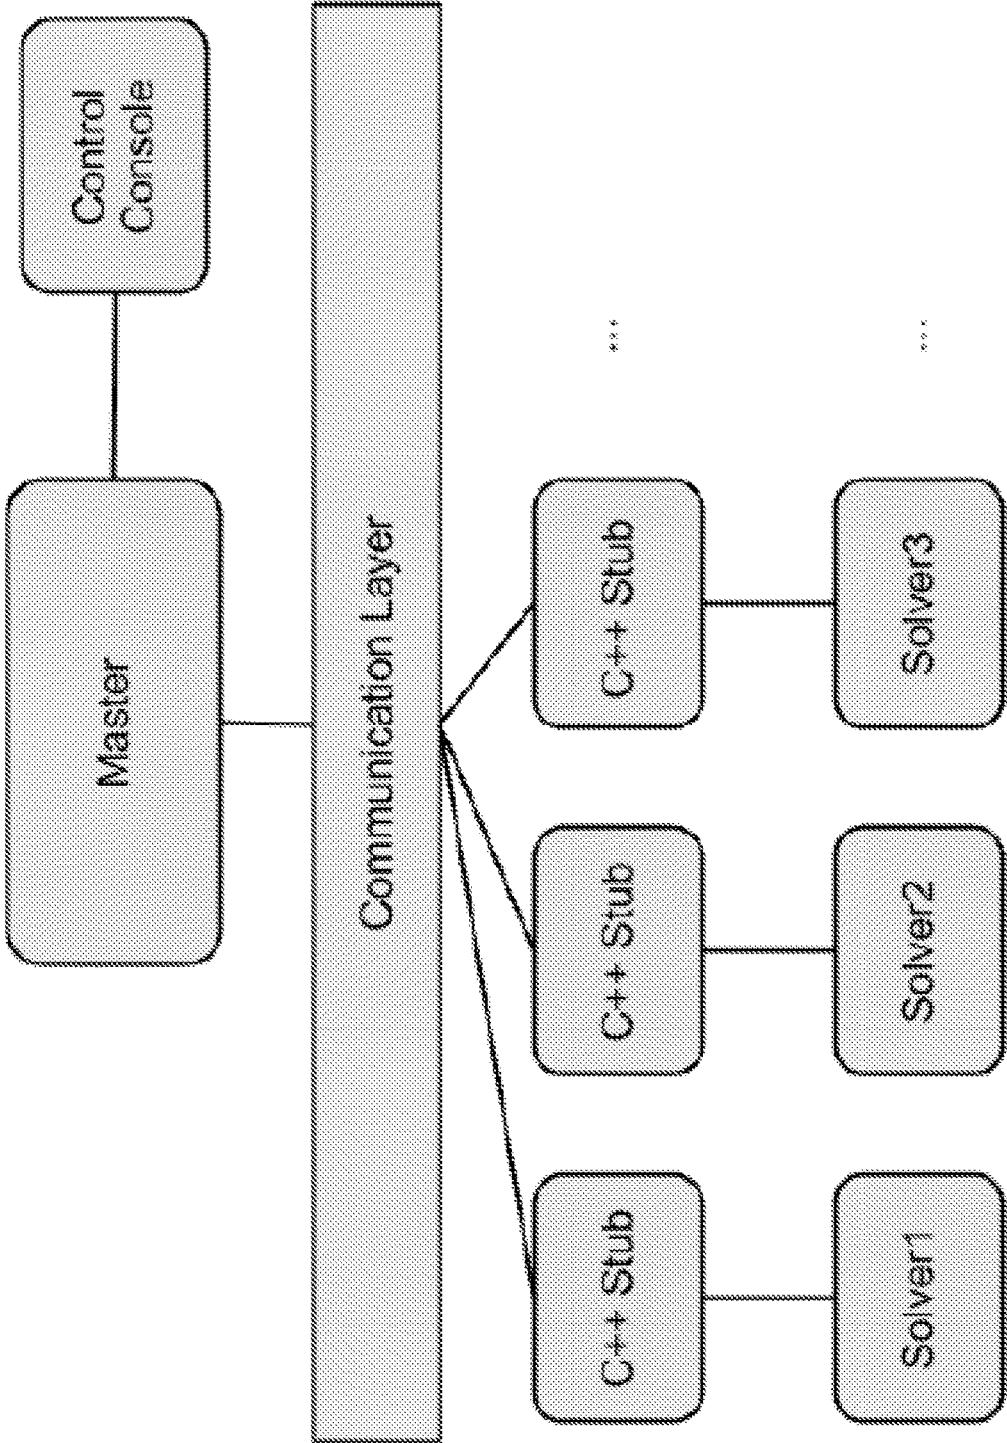 Master
Control
Console
Communication Layer
C++ Stub
C++ Stub
C++ Stub
...
Solver1
Solver2
Solver3
...